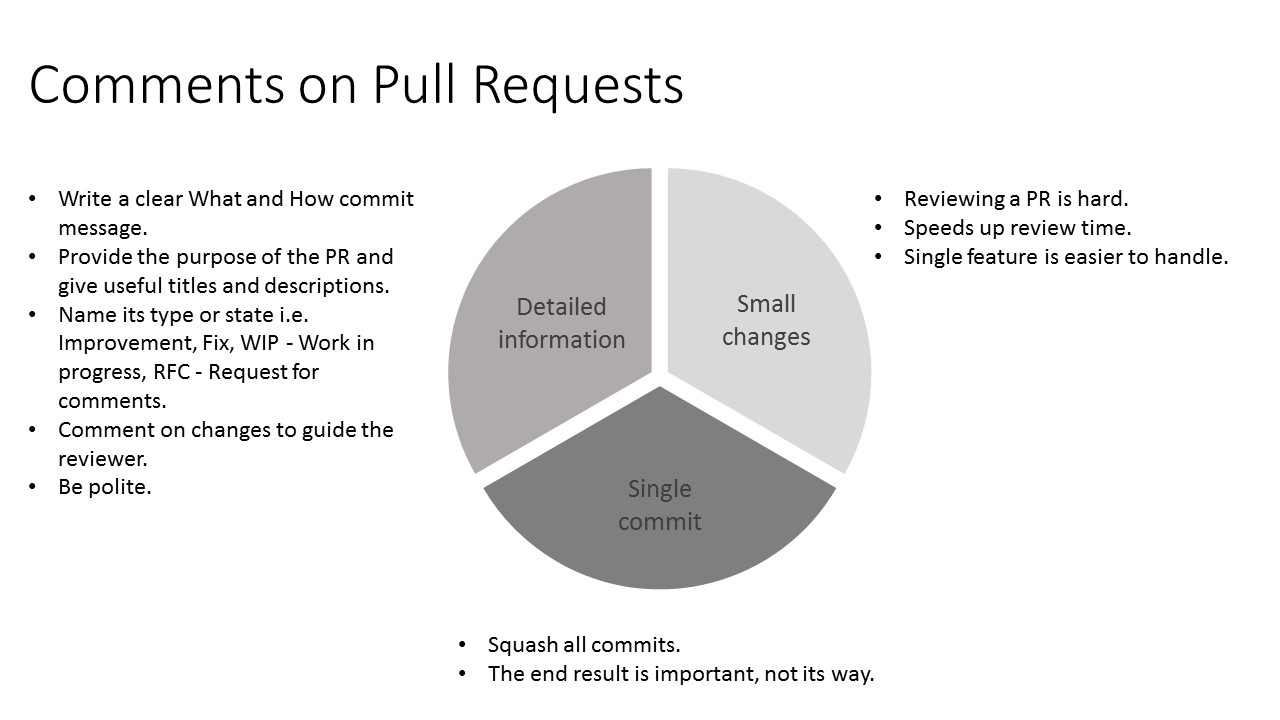 Comments on Pull Requests
• Write a clear What and How commit
message.
• Provide the purpose of the PR and
give useful titles and descriptions.
• Name its type or state i.e.
Improvement, Fix, WIP - Work in
progress, RFC - Request for
comments.
• Comment on changes to guide the
reviewer.
• Be polite.
Detailed
information
Small
changes
Single
commit
• Reviewing a PR is hard.
• Speeds up review time.
• Single feature is easier to handle.
• Squash all commits.
• The end result is important, not its way.